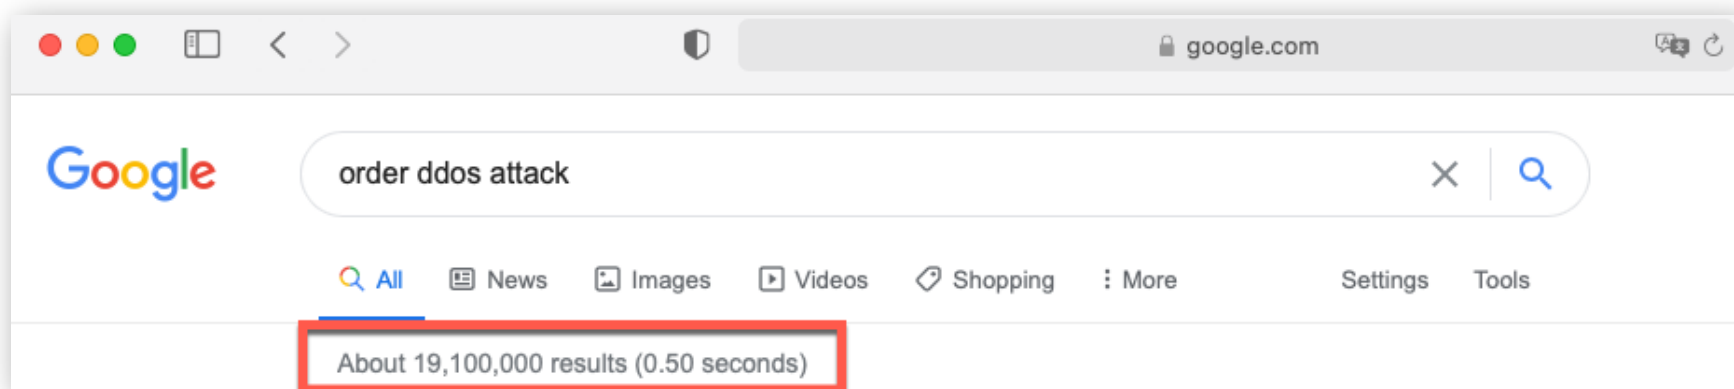 google.com
Google
order ddos attack
All News Images Videos Shopping More Settings Tools
About 19,100,000 results (0.50 seconds)